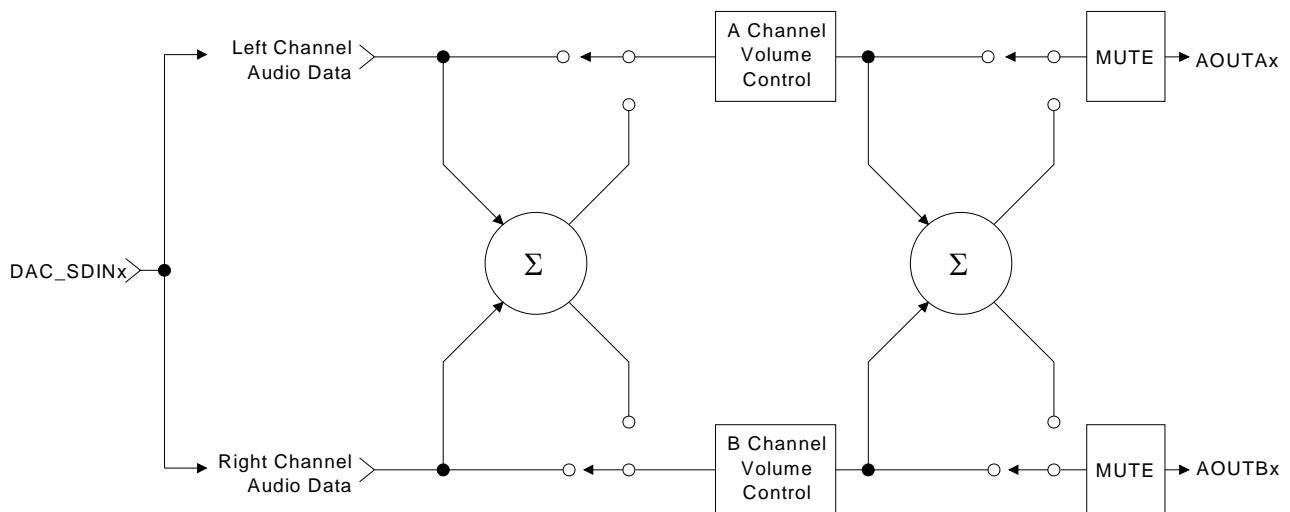 Left Channel
Audio Data
A Channel
Volume
Control
MUTE
AOUTAx
Σ
Σ
DAC_SDINx
Right Channel
Audio Data
B Channel
Volume
Control
MUTE
AOUTBx